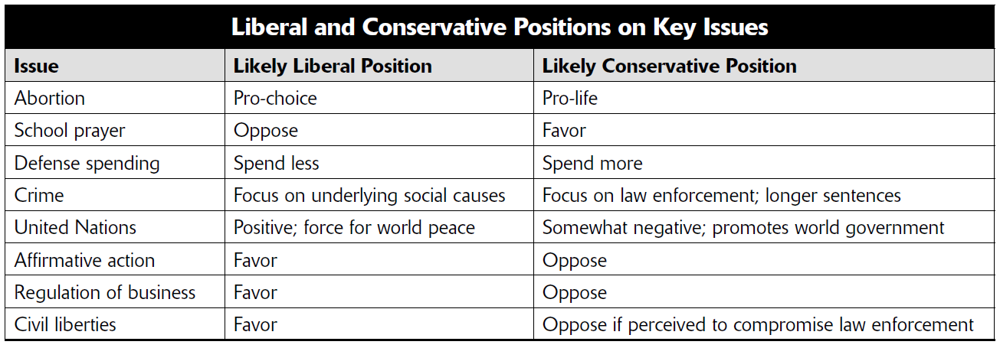 Liberal and Conservative Positions on Key Issues
Issue Likely Liberal Position Likely Conservative Position
Abortion Pro-choice Pro-life
School prayer Oppose Favor
Defense spending Spend less Spend more
Crime Focus on underlying social causes Focus on law enforcement; longer sentences
United Nations Positive; force for world peace Somewhat negative; promotes world government
Affirmative action Favor Oppose
Regulation of business Favor Oppose
Civil liberties Favor Oppose if perceived to compromise law enforcement